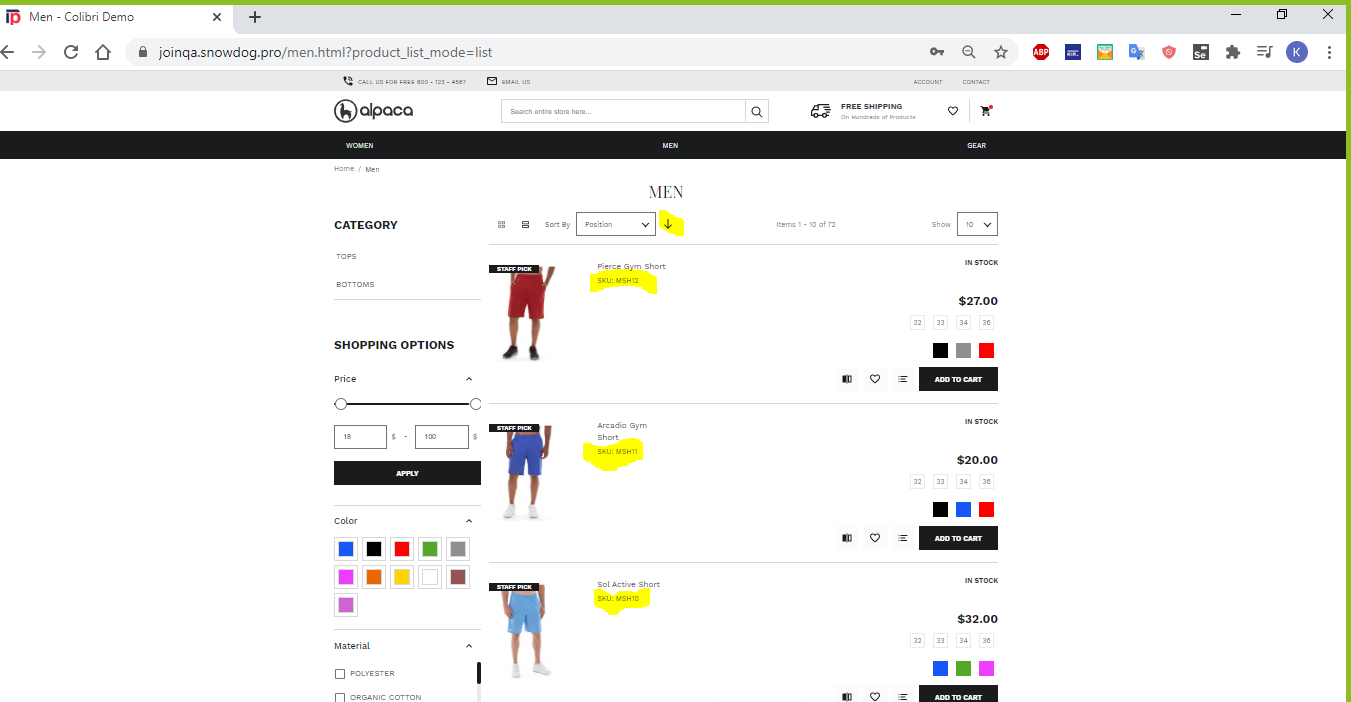 Men - Colibri Demo
joinqa.snowdog.pro/men.html?product_list_mode=list
ABP
Se
K
CALL US FOR FREE 800 - 123 - 4567
EMAIL US
ACCOUNT
CONTACT
alpaca
Search entire store here...
FREE SHIPPING
On Hundreds of Products
WOMEN
MEN
GEAR
Home / Men
MEN
CATEGORY
TOPS
BOTTOMS
SHOPPING OPTIONS
Price
18 $ - 100 $
APPLY
Color
Material
POLYESTER
ORGANIC COTTON
Sort By Position
Items 1 - 10 of 72
Show 10
STAFF PICK
Pierce Gym Short
SKU: MSH12
IN STOCK
$27.00
32 33 34 36
ADD TO CART
STAFF PICK
Arcadio Gym
Short
SKU: MSH11
IN STOCK
$20.00
32 33 34 36
ADD TO CART
STAFF PICK
Sol Active Short
SKU: MSH10
IN STOCK
$32.00
32 33 34 36
ADD TO CART